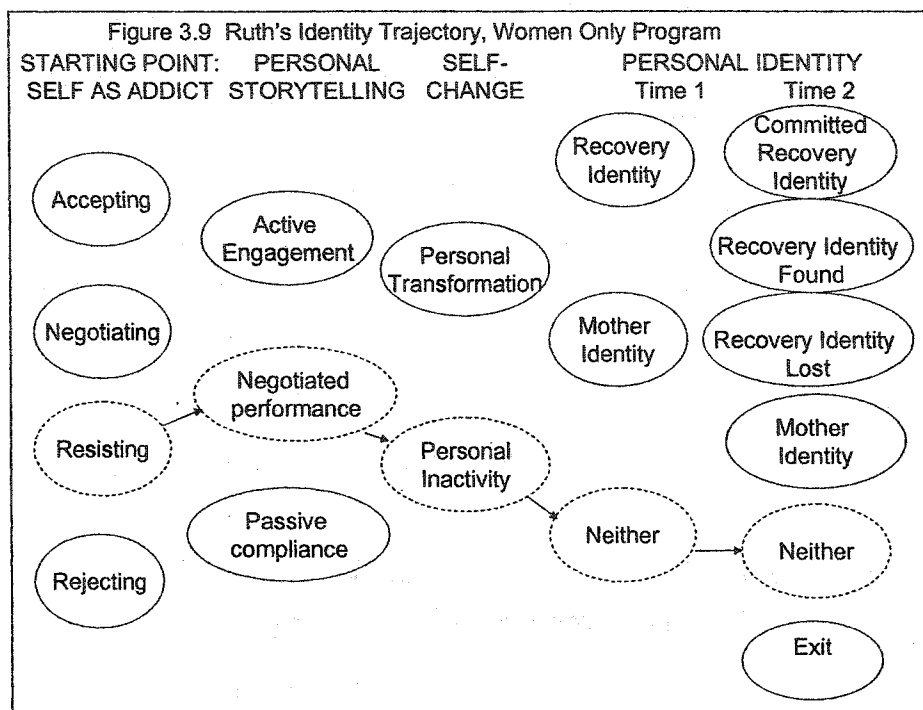 Figure 3.9 Ruth's Identity Trajectory, Women Only Program
STARTING POINT:
SELF AS ADDICT
PERSONAL
STORYTELLING
SELF-
CHANGE
PERSONAL IDENTITY
Time 1
Time 2
Accepting
Negotiating
Resisting
Rejecting
Active
Engagement
Negotiated
performance
Passive
compliance
Personal
Transformation
Personal
Inactivity
Recovery
Identity
Mother
Identity
Neither
Committed
Recovery
Identity
Recovery Identity
Found
Recovery Identity
Lost
Mother
Identity
Neither
Exit